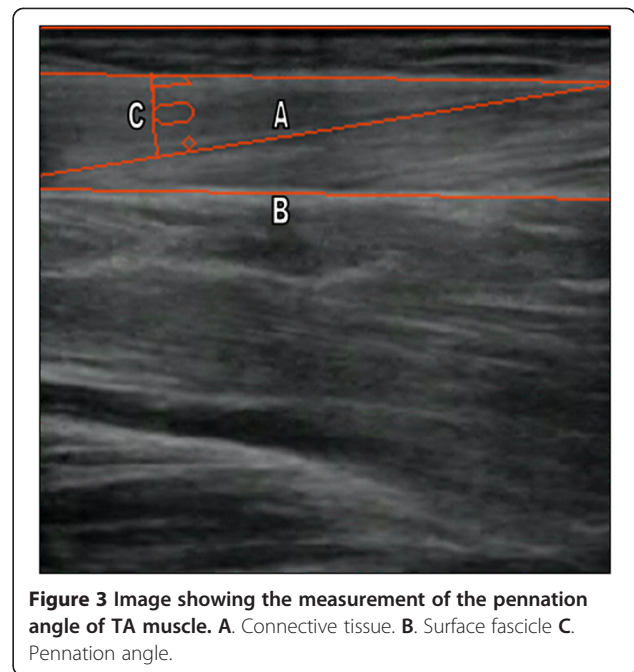 C
A
B
Figure 3 Image showing the measurement of the pennation
angle of TA muscle. A. Connective tissue. B. Surface fascicle C.
Pennation angle.